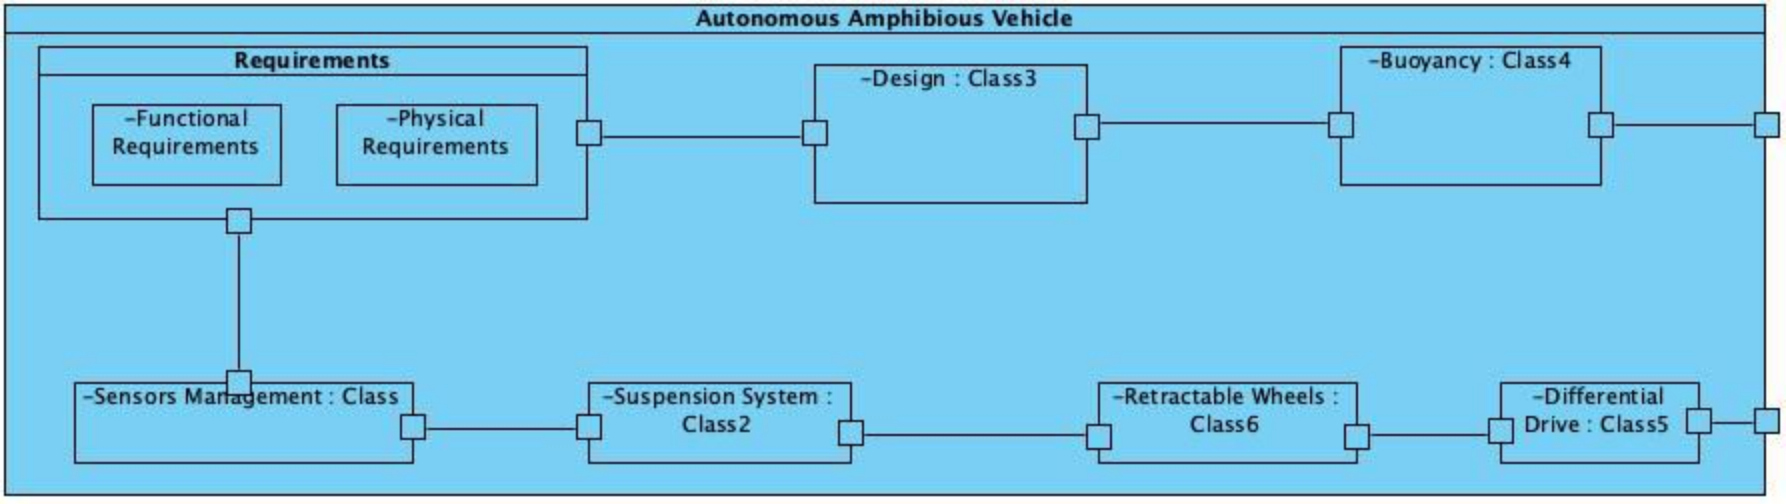 Autonomous Amphibious Vehicle
Requirements
-Functional
Requirements
-Physical
Requirements
-Design : Class3
-Buoyancy : Class4
-Sensors Management : Class
-Suspension System :
Class2
-Retractable Wheels :
Class6
-Differential
Drive : Class5